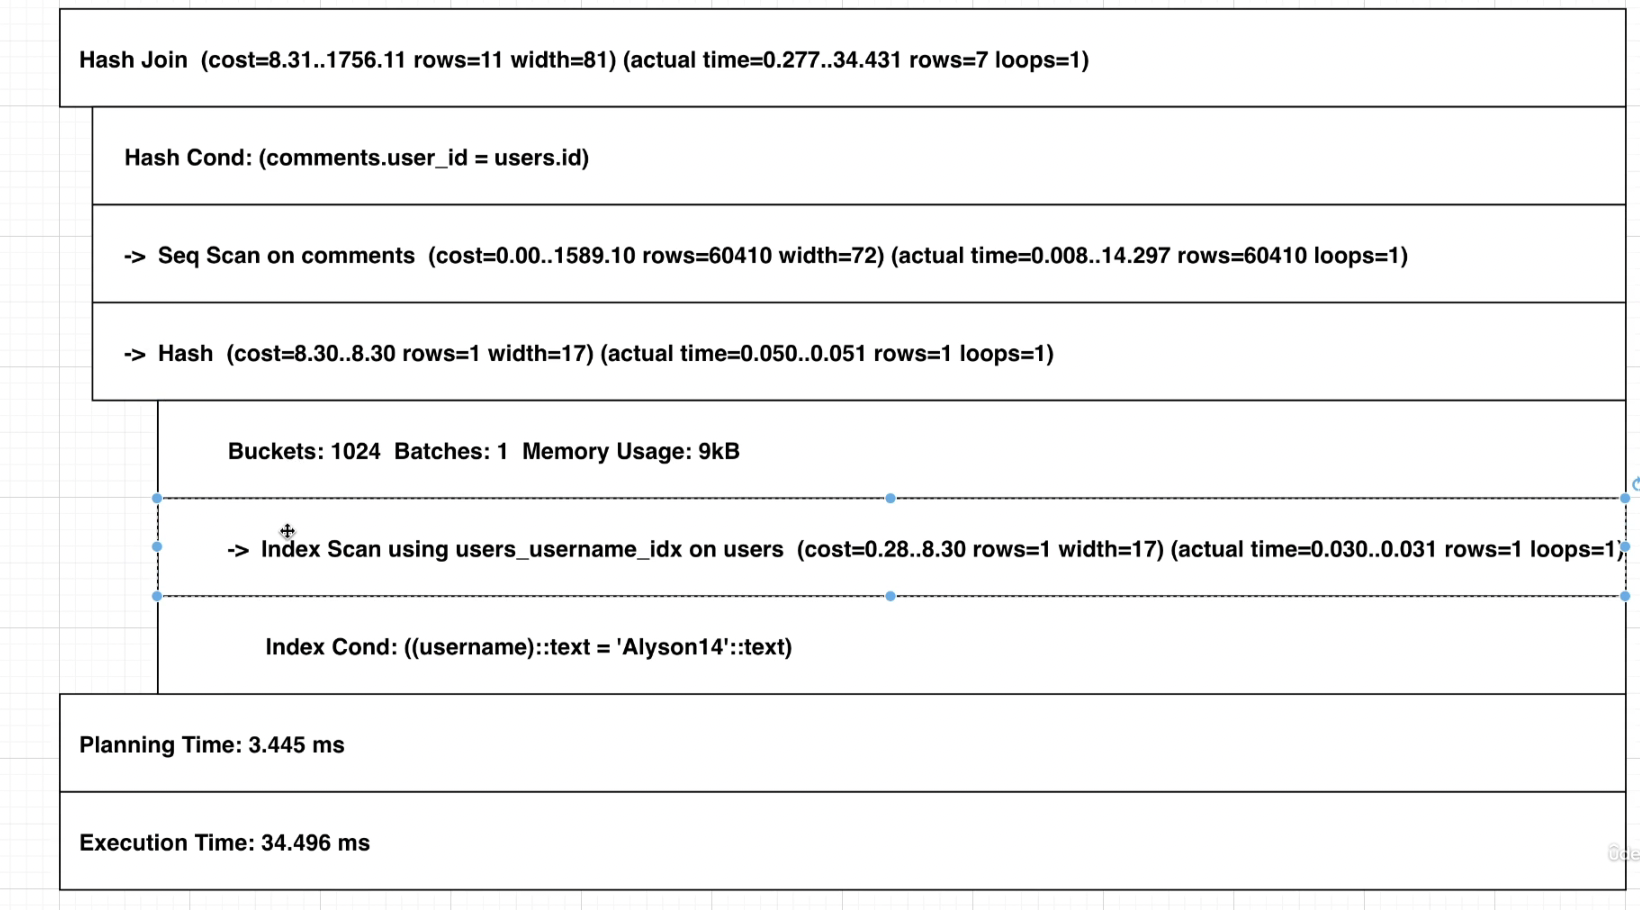 Hash Join  (cost=8.31..1756.11 rows=11 width=81) (actual time=0.277..34.431 rows=7 loops=1)
Hash Cond: (comments.user_id = users.id)
->  Seq Scan on comments  (cost=0.00..1589.10 rows=60410 width=72) (actual time=0.008..14.297 rows=60410 loops=1)
->  Hash  (cost=8.30..8.30 rows=1 width=17) (actual time=0.050..0.051 rows=1 loops=1)
Buckets: 1024  Batches: 1  Memory Usage: 9kB
->  Index Scan using users_username_idx on users  (cost=0.28..8.30 rows=1 width=17) (actual time=0.030..0.031 rows=1 loops=1)
Index Cond: ((username)::text = 'Alyson14'::text)
Planning Time: 3.445 ms
Execution Time: 34.496 ms